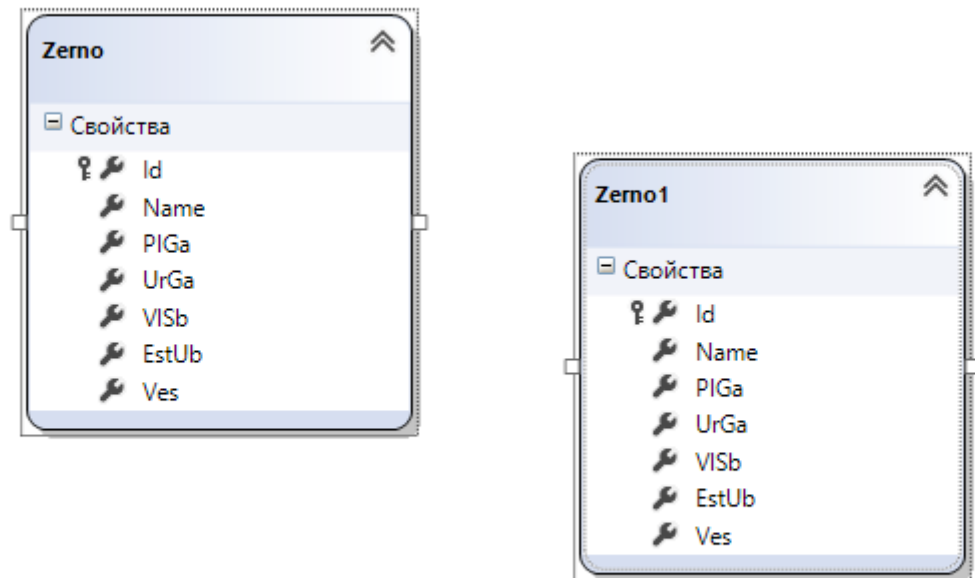 Zerno
Свойства
Id
Name
PlGa
UrGa
VlSb
EstUb
Ves
Zerno1
Свойства
Id
Name
PlGa
UrGa
VlSb
EstUb
Ves